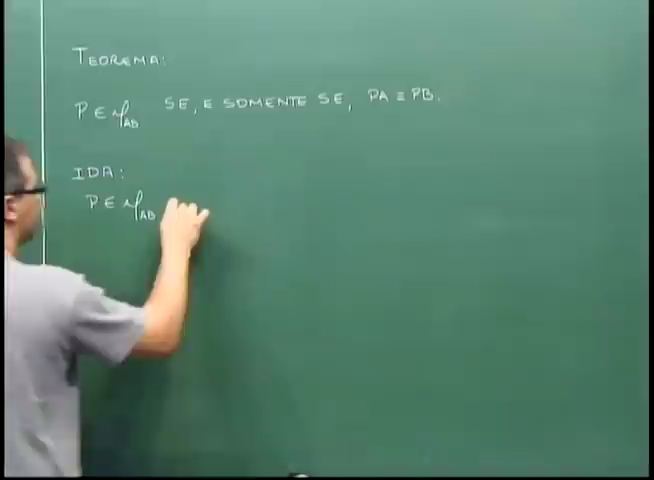 TEOREMA:
P ∈ m_AB SE, E SOMENTE SE, PA ≡ PB.
IDA:
P ∈ m_AB